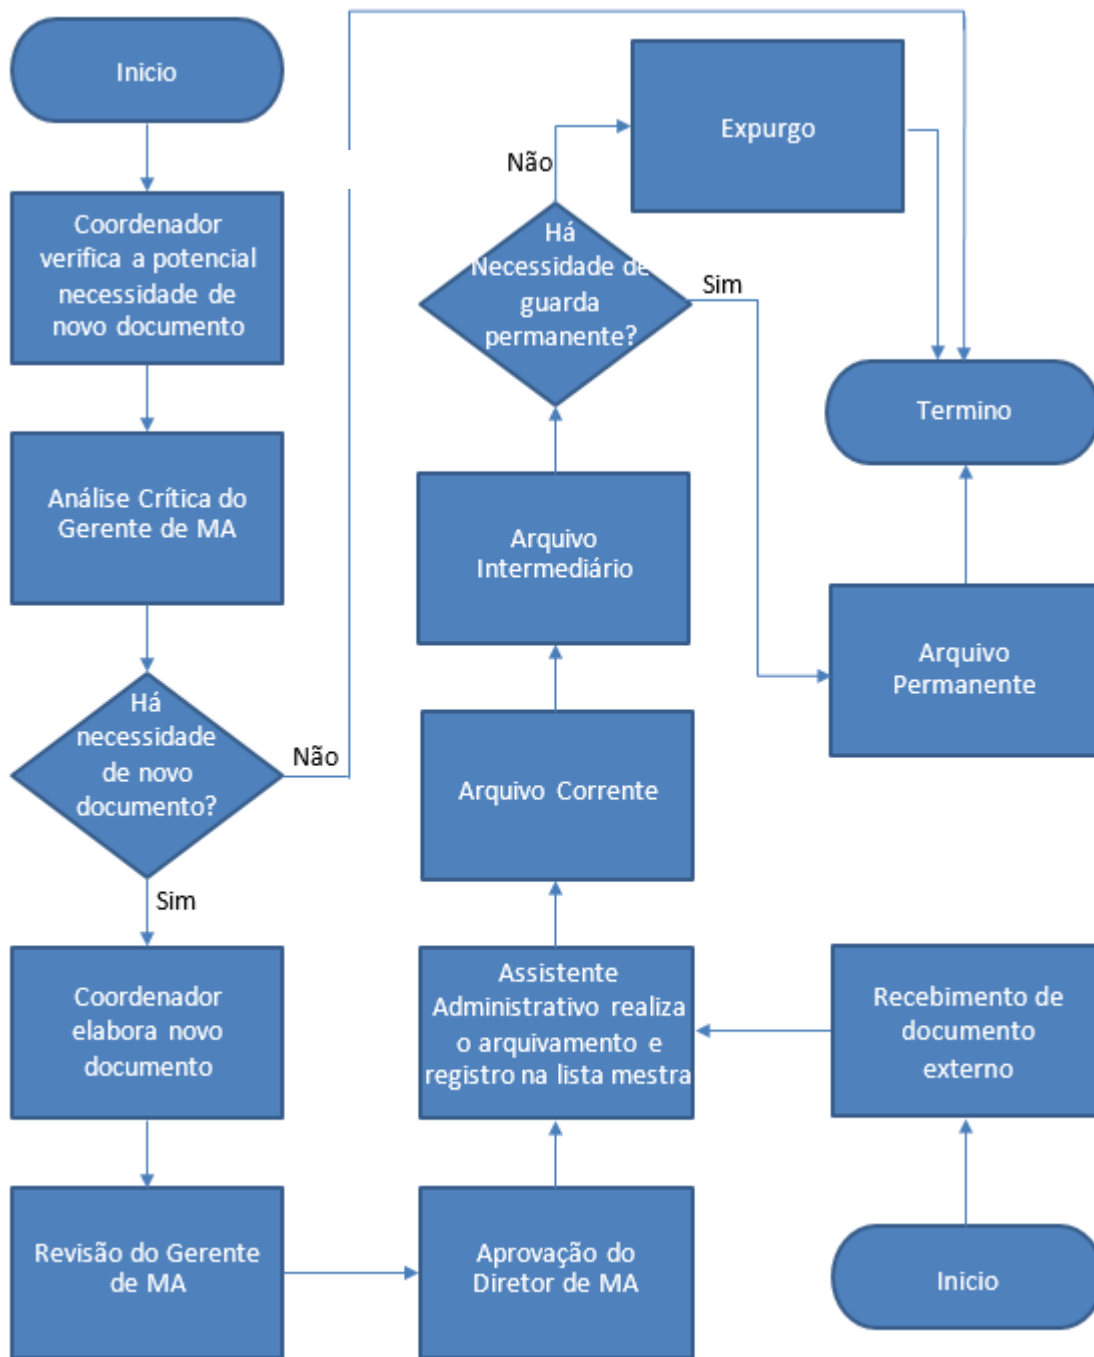 Inicio
Coordenador
verifica a potencial
necessidade de
novo documento
Análise Crítica do
Gerente de MA
Há
necessidade
de novo
documento?
Não
Sim
Coordenador
elabora novo
documento
Revisão do Gerente
de MA
Aprovação do
Diretor de MA
Assistente
Administrativo realiza
o arquivamento e
registro na lista mestra
Arquivo Corrente
Arquivo
Intermediário
Há
Necessidade de
guarda
permanente?
Não
Sim
Expurgo
Termino
Arquivo
Permanente
Recebimento de
documento
externo
Inicio